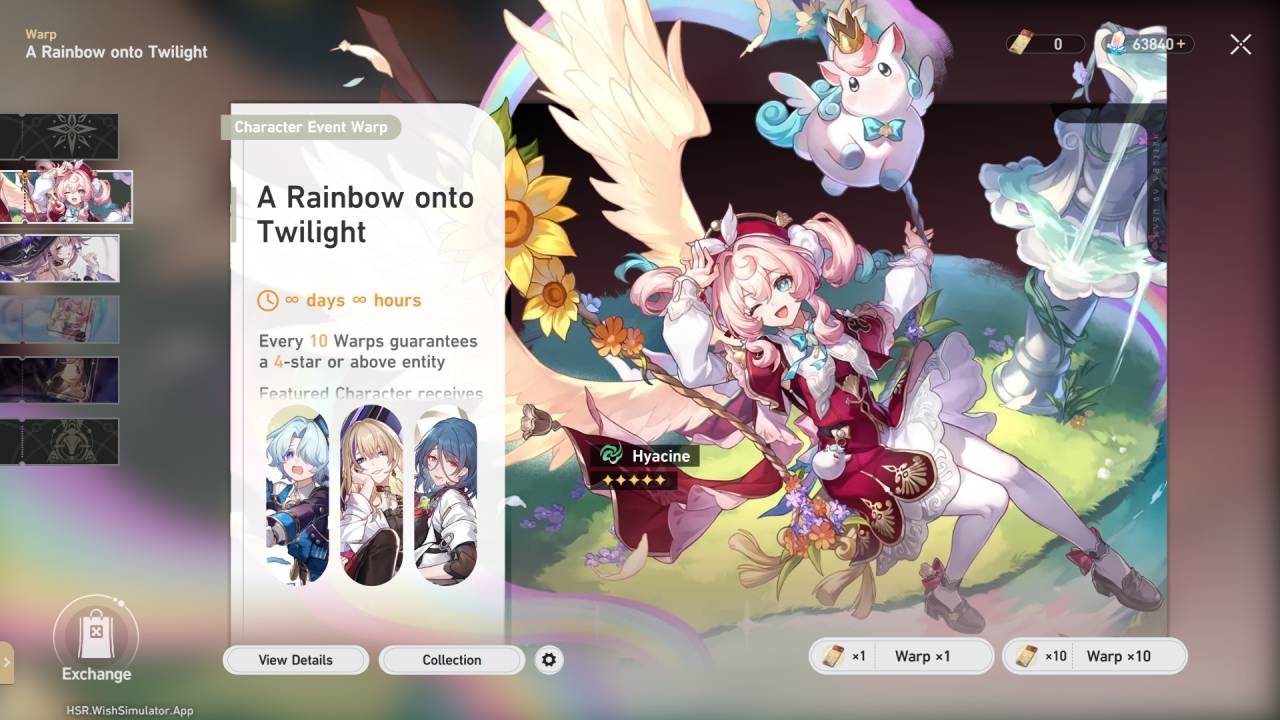 Warp
A Rainbow onto Twilight
0
63840+
Character Event Warp
A Rainbow onto
Twilight
∞ days ∞ hours
Every 10 Warps guarantees
a 4-star or above entity
Featured Character receives
Hyacine
Exchange
View Details
Collection
×1 Warp ×1
×10 Warp ×10
HSR.WishSimulator.App